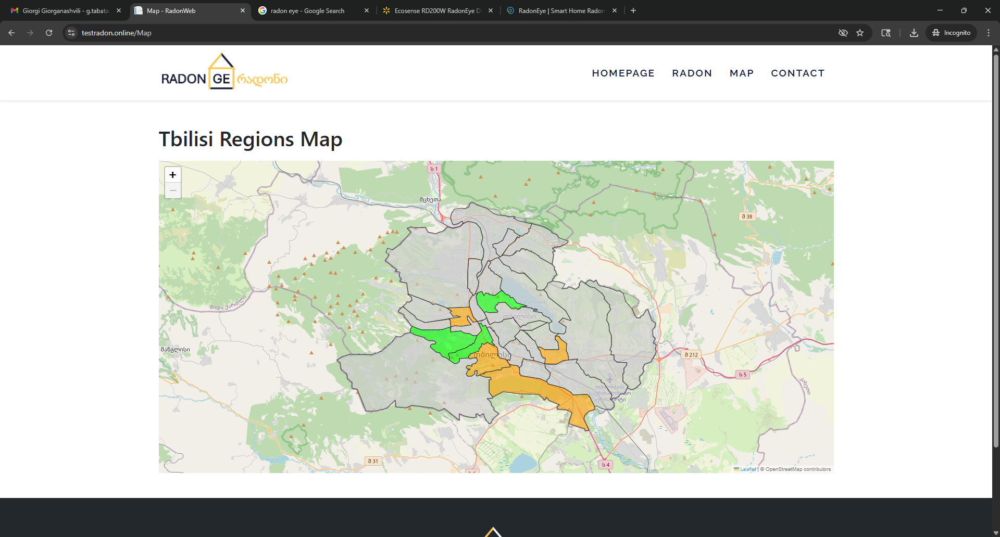 Giorgi Giorganashvili - g.tabata
Map - RadonWeb
radon eye - Google Search
Ecosense RD200W RadonEye D
RadonEye | Smart Home Radon
testradon.online/Map
Incognito
RADON GE რადონი
HOMEPAGE
RADON
MAP
CONTACT
Tbilisi Regions Map
+
−
ს 1
მცხეთა
შ 38
შიდა ქართლი
თბილისის
თბილისი
მანგლისი
თბილისი
შ 212
ს 5
კახეთი
თბილისის
საერთაშორისო
აეროპორტი
შ 31
ს 4
Leaflet | © OpenStreetMap contributors